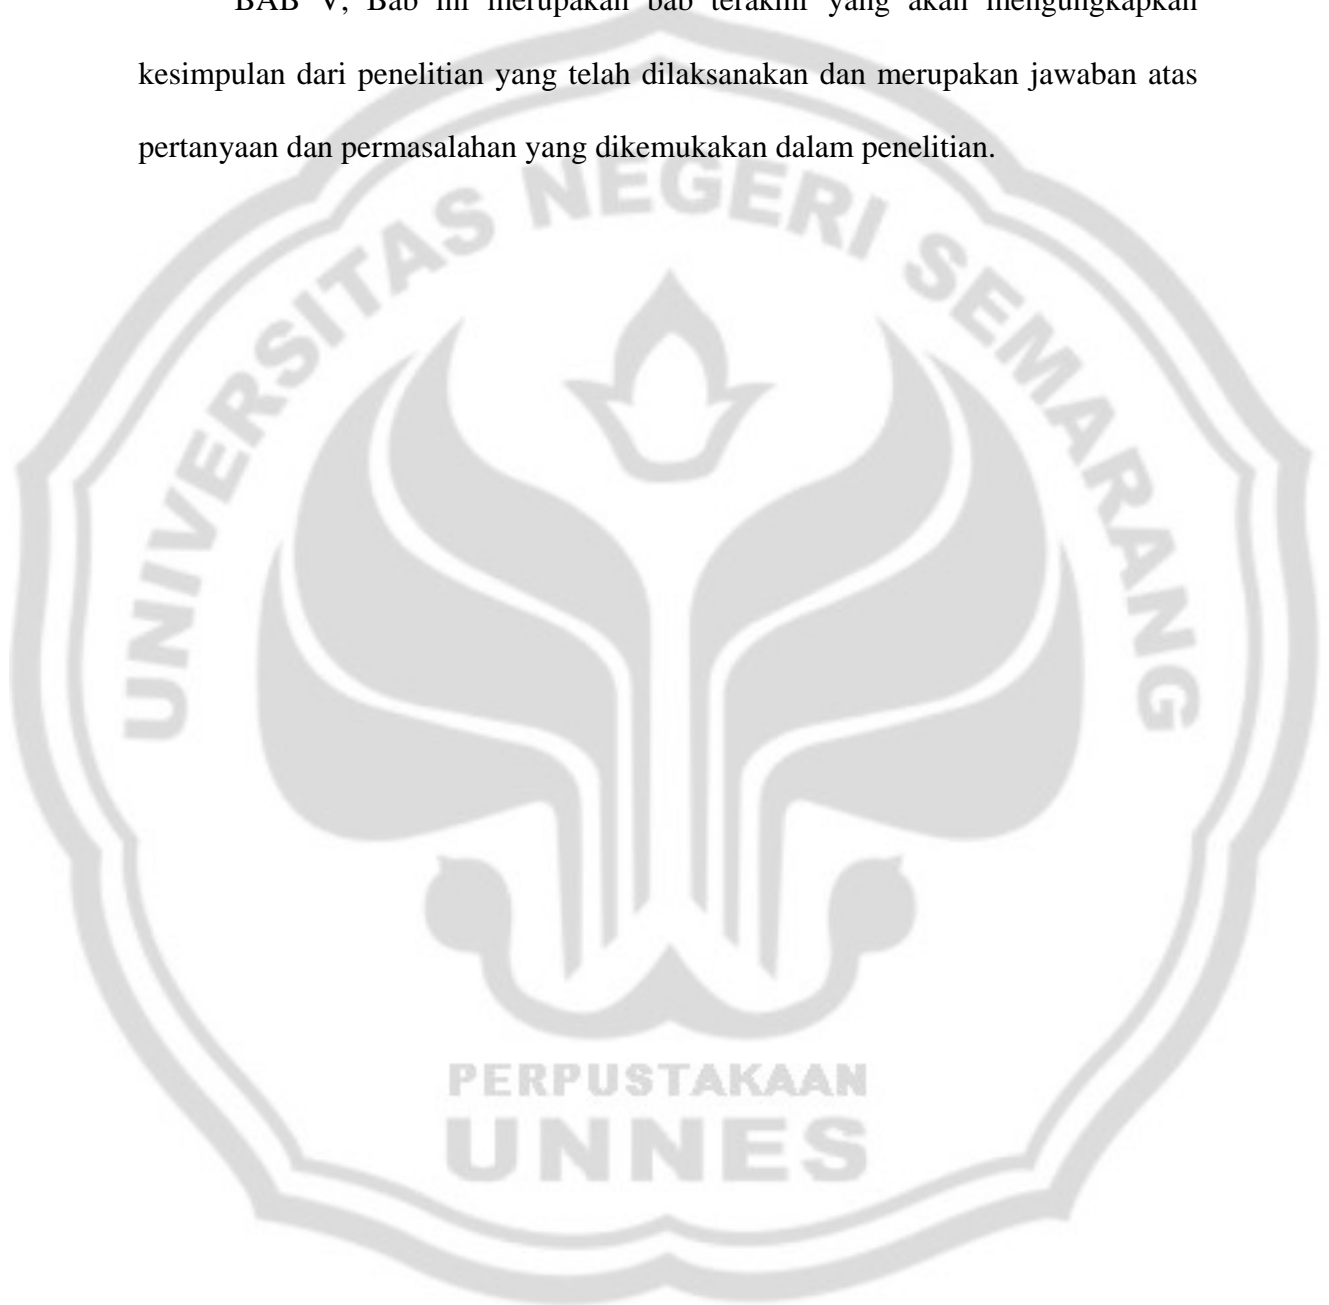 BAB V, Bab ini merupakan bab terakhir yang akan mengungkapkan
kesimpulan dari penelitian yang telah dilaksanakan dan merupakan jawaban atas
pertanyaan dan permasalahan yang dikemukakan dalam penelitian.
UNIVERSITAS NEGERI SEMARANG
PERPUSTAKAAN
UNNES